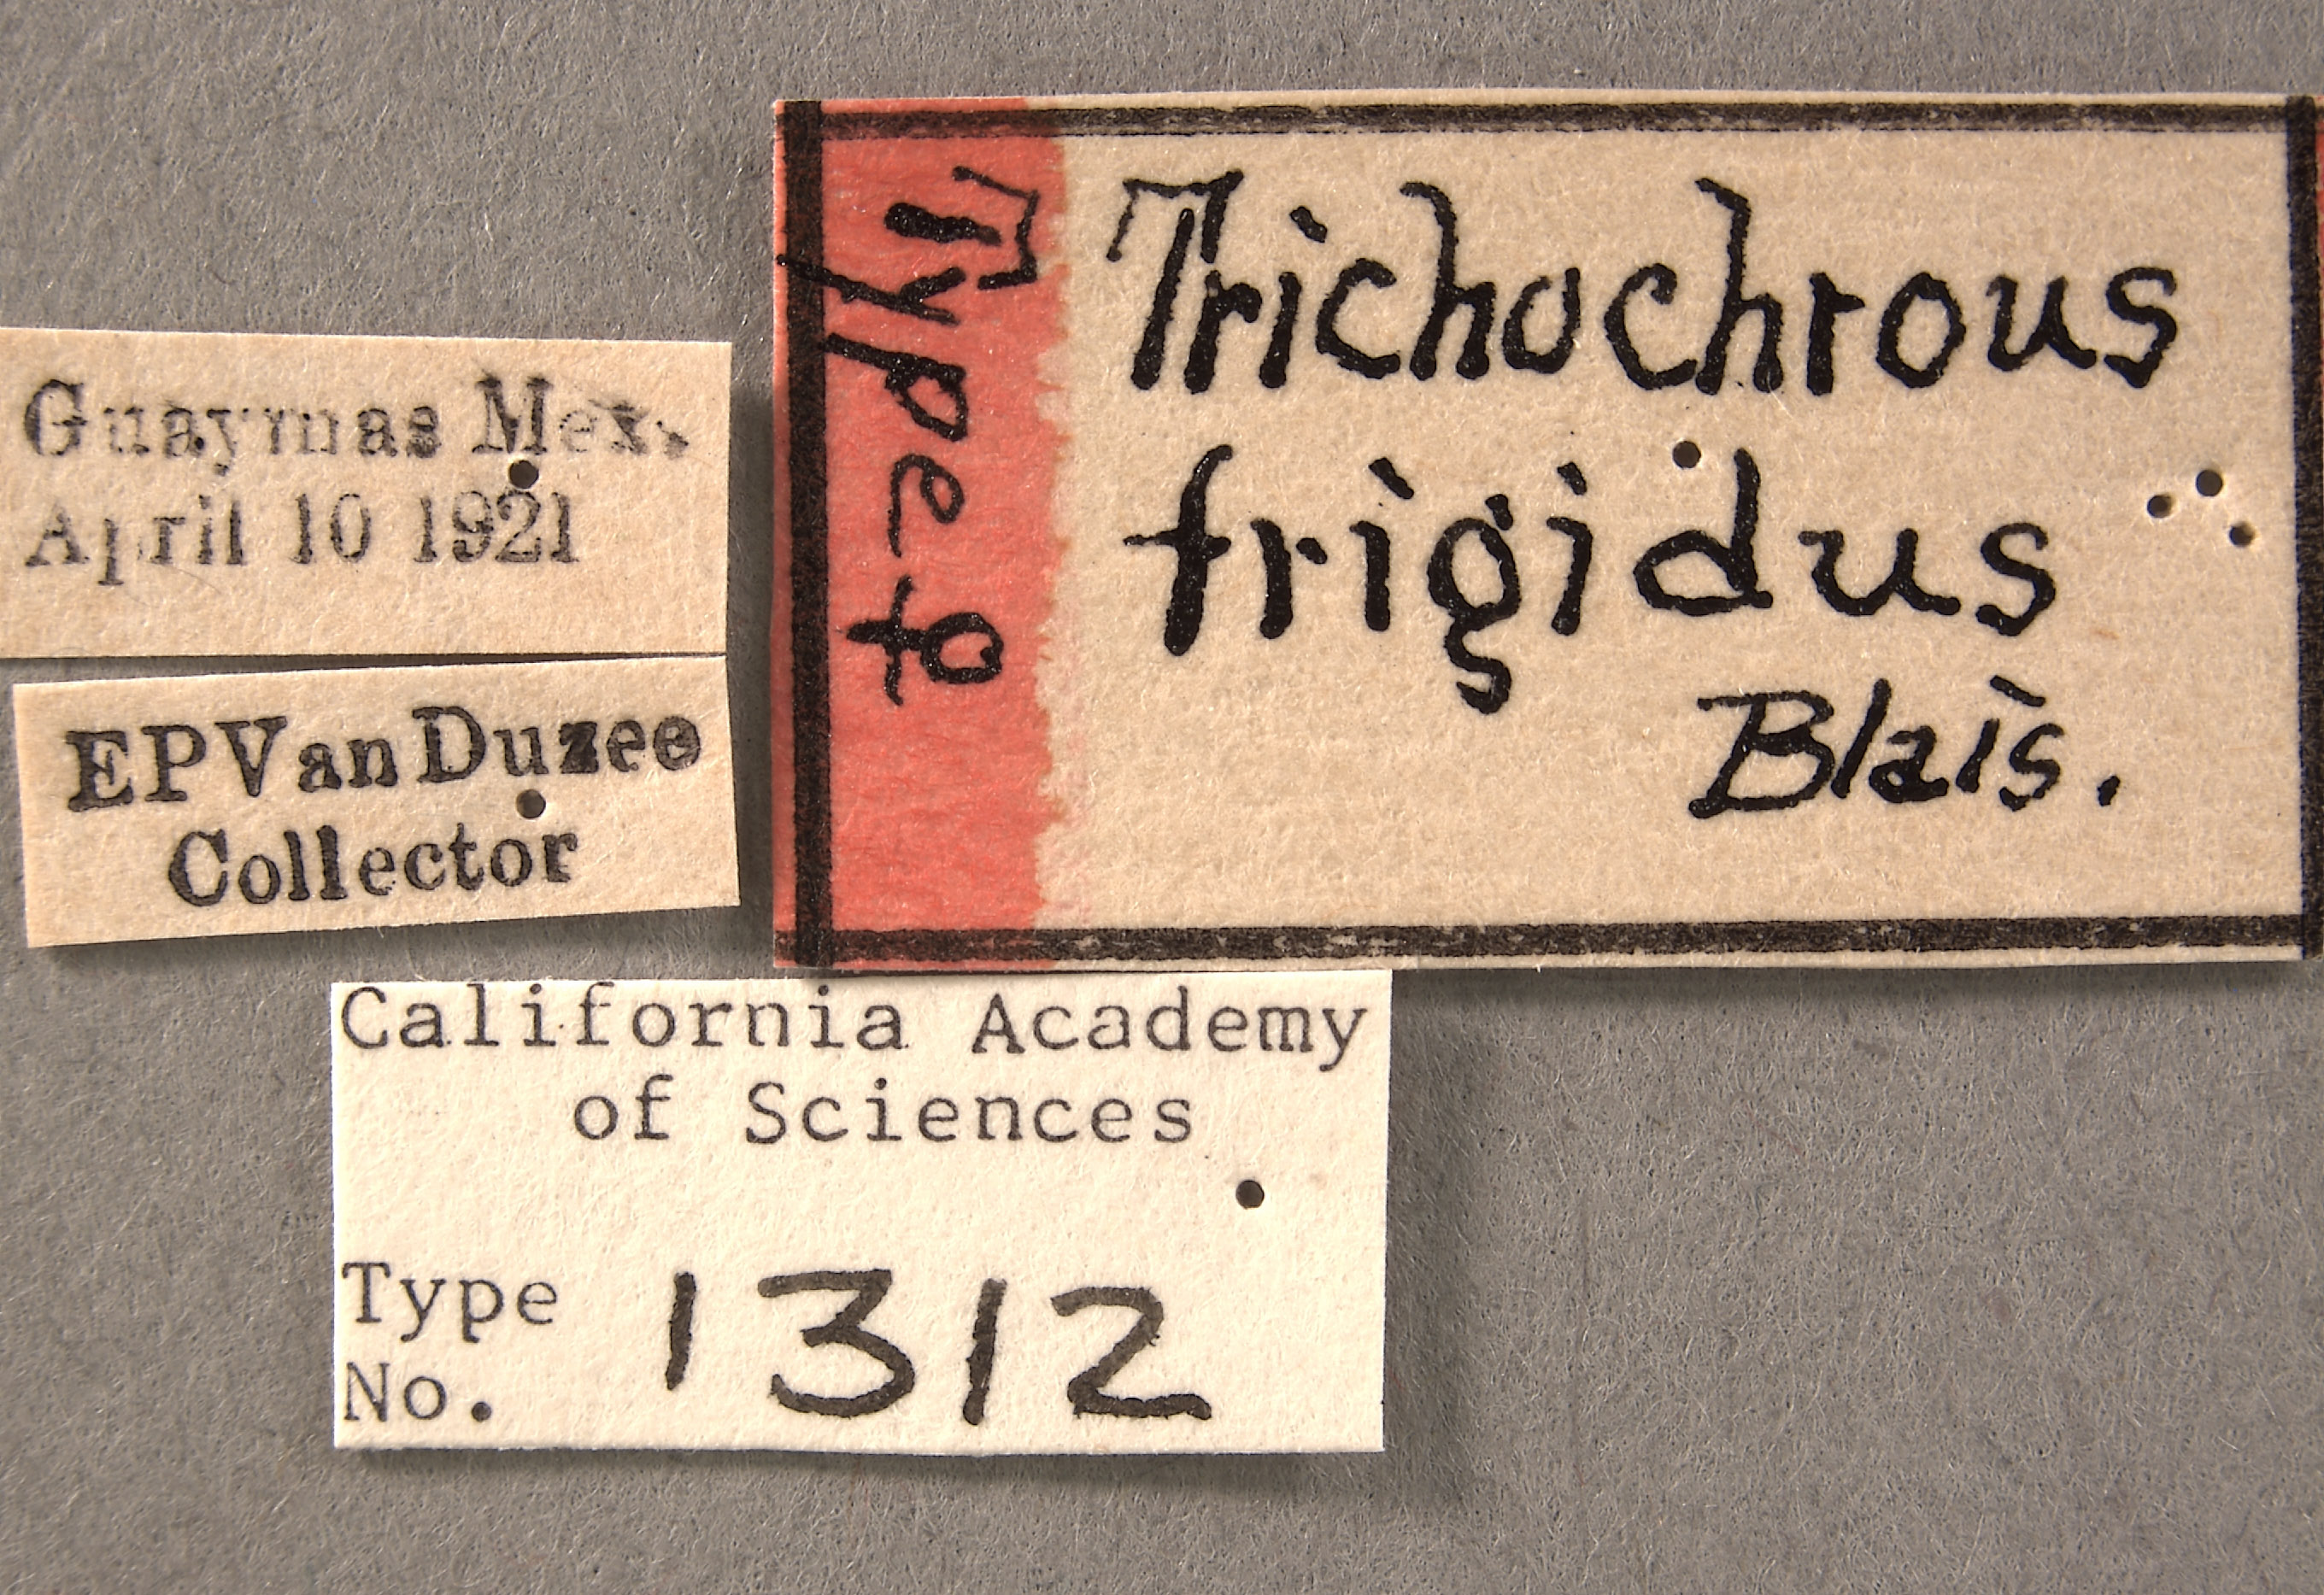 Guaymas Mex.
April 10 1921
EPVanDuzee
Collector
Type ♀
Trichochrous
frigidus
Blais.
California Academy
of Sciences
Type
No. 1312